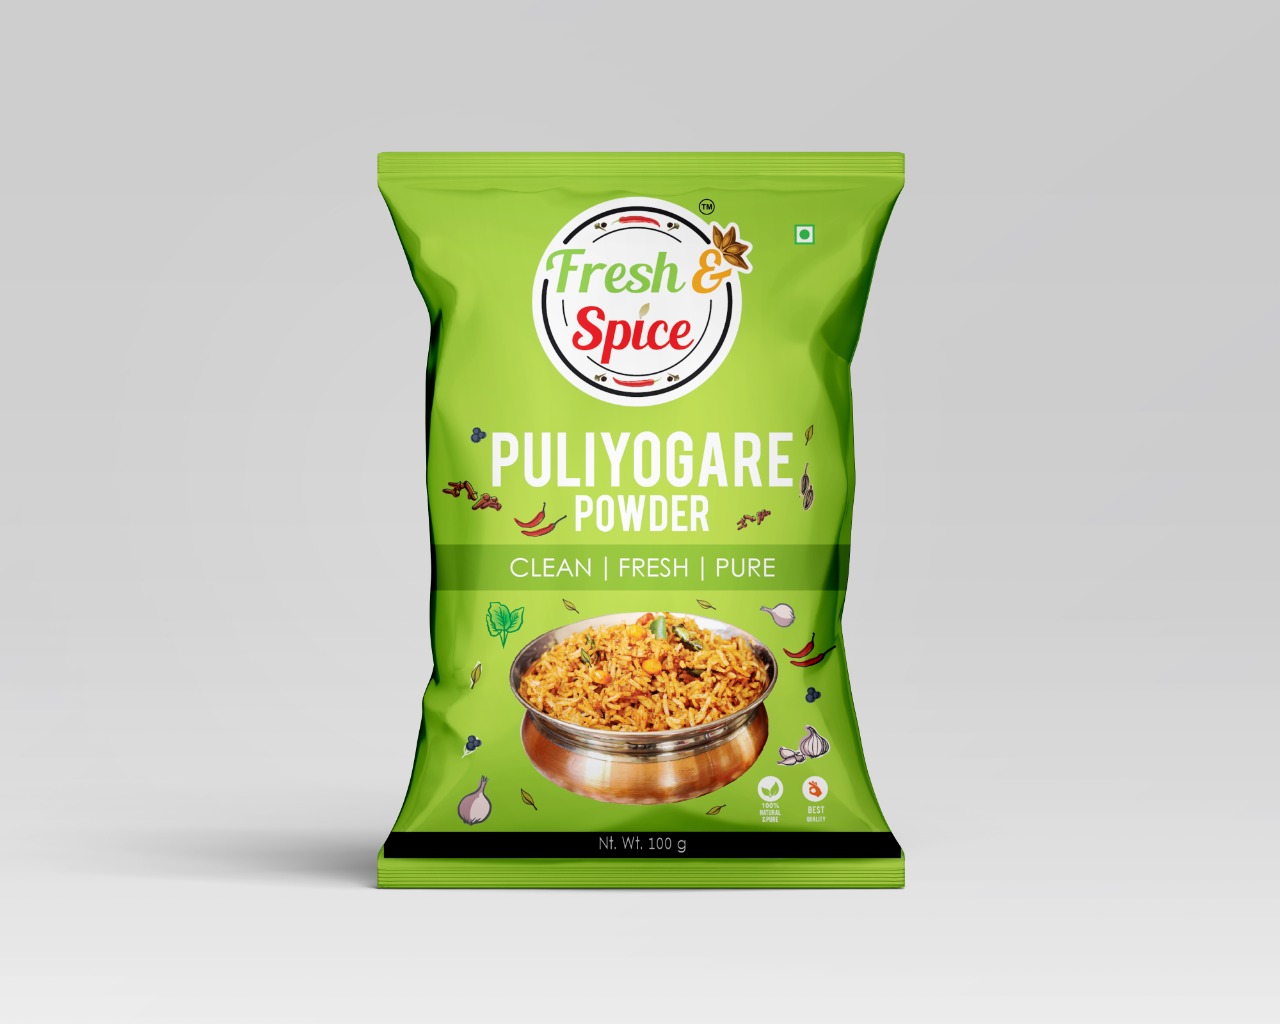 TM
Fresh &
Spice
PULIYOGARE
POWDER
CLEAN | FRESH | PURE
100%
NATURAL
& PURE
BEST
QUALITY
Nt. Wt. 100 g